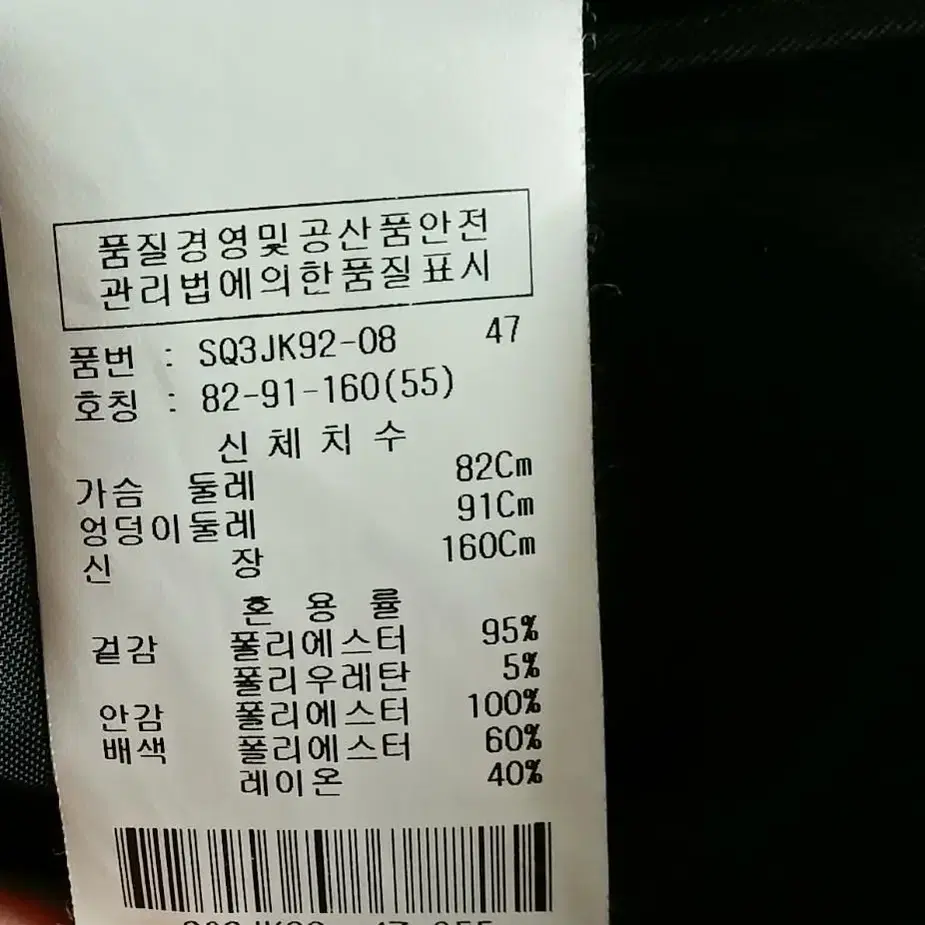 품질경영및공산품안전
관리법에의한품질표시
품번 : SQ3JK92-08 47
호칭 : 82-91-160(55)
신 체 치 수
가슴 둘레 82Cm
엉덩이둘레 91Cm
신 장 160Cm
혼 용 률
겉감 폴리에스터 95%
폴리우레탄 5%
안감 폴리에스터 100%
배색 폴리에스터 60%
레이온 40%